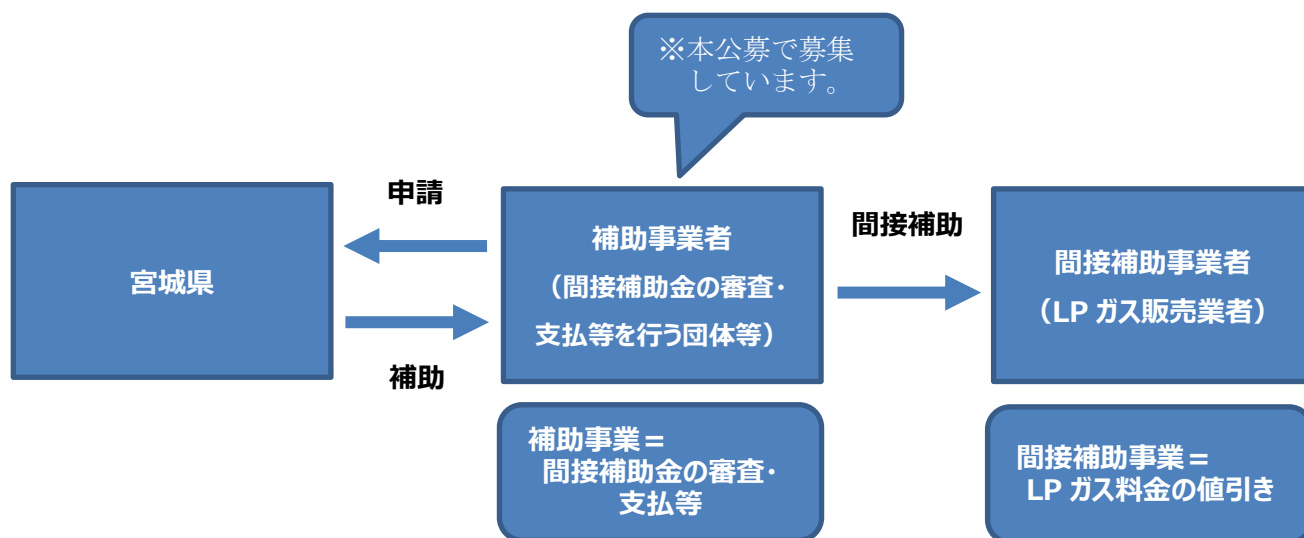 ※本公募で募集
しています。
申請
宮城県
補助
補助事業者
（間接補助金の審査・
支払等を行う団体等）
間接補助
間接補助事業者
（LP ガス販売業者）
補助事業＝
間接補助金の審査・
支払等
間接補助事業＝
LP ガス料金の値引き